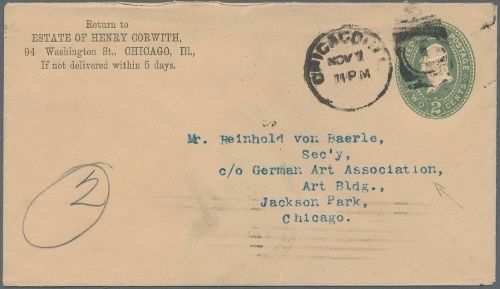 Return to
ESTATE OF HENRY CORWITH,
94 Washington St., CHICAGO, Ill.,
If not delivered within 5 days.
CHICAGO, ILL.
NOV 1
11 PM
POSTAGE
TWO 2 CENTS
Mr. Reinhold von Baerle,
Sec'y,
c/o German Art Association,
Art Bldg.,
Jackson Park,
Chicago.
2